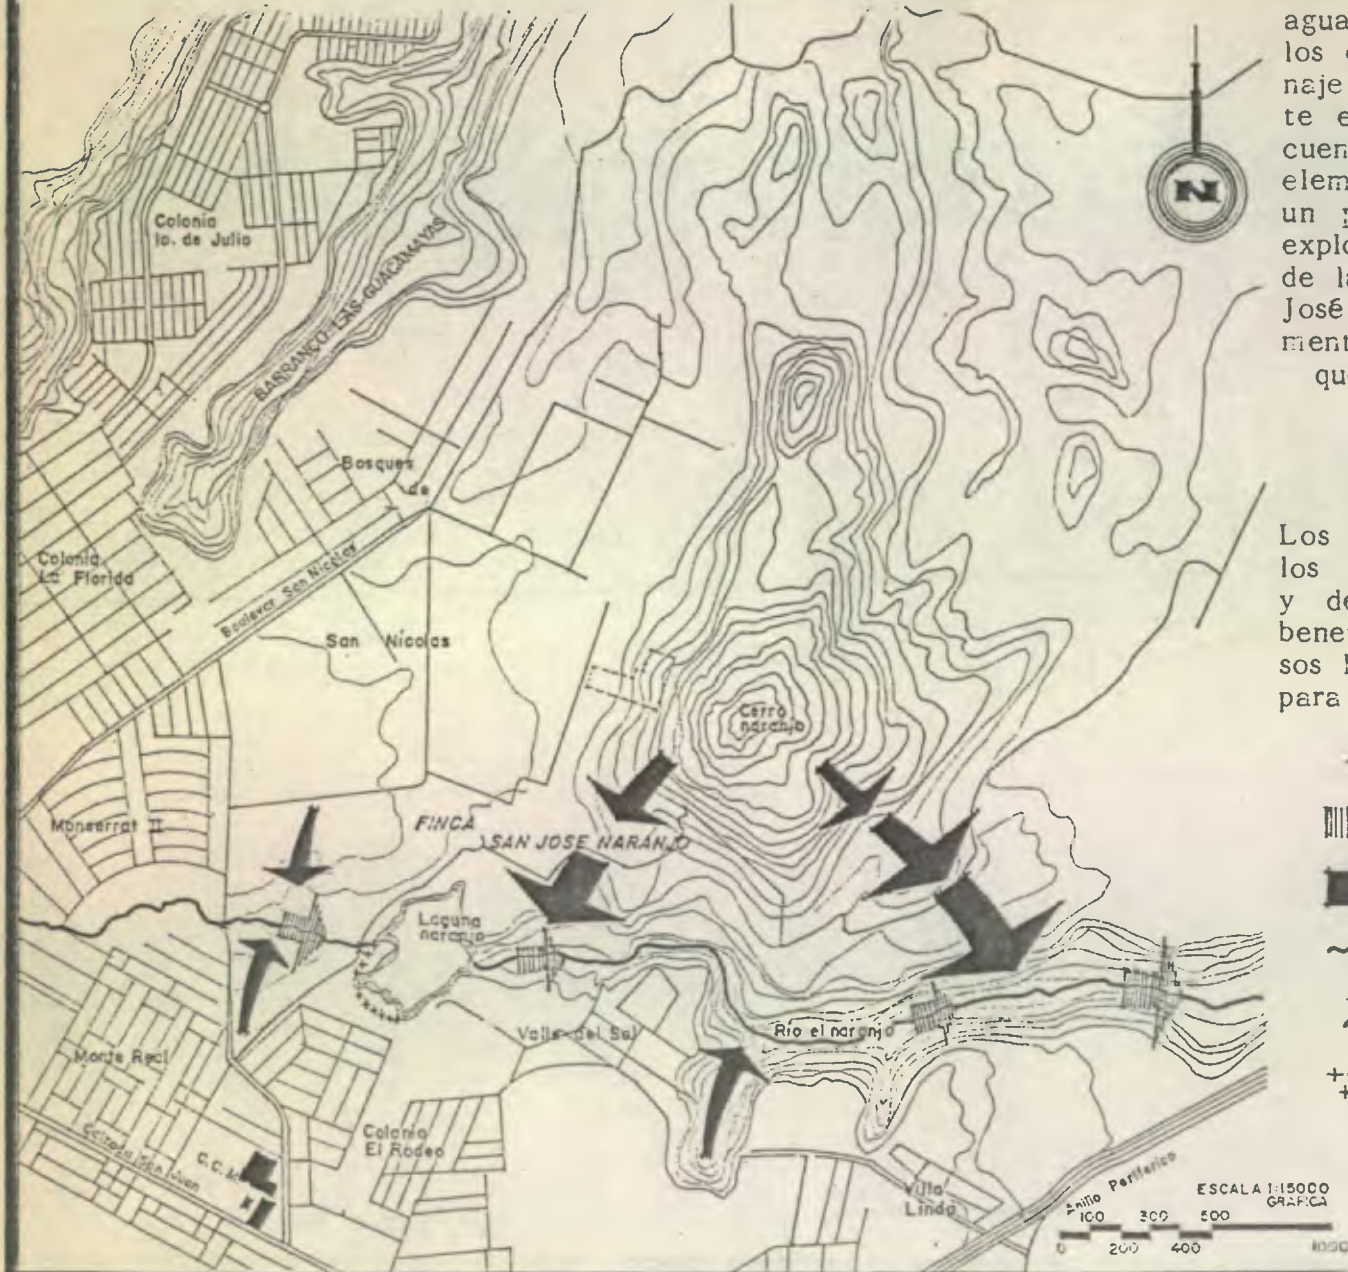 Colonia
1o. de Julio
BARRANCO LAS GUACAMAYAS
Bosques
de
San Nicolas
Boulevar San Nicolas
Colonia
La Florida
Monserrat II
Cerro
naranjo
FINCA
SAN JOSE NARANJO
Laguna
naranjo
Valle del Sol
Río el naranjo
Monte Real
Calzada San Juan
C. C. M.
Colonia
El Rodeo
Villa
Linda
Anillo Periferico
N
ESCALA 1:15000
GRAFICA
100 300 500
0 200 400
agua
los
naje
te
cuen
elem
un
explo
de la
José
ment
qu
Los
los
y de
bene
sos
para